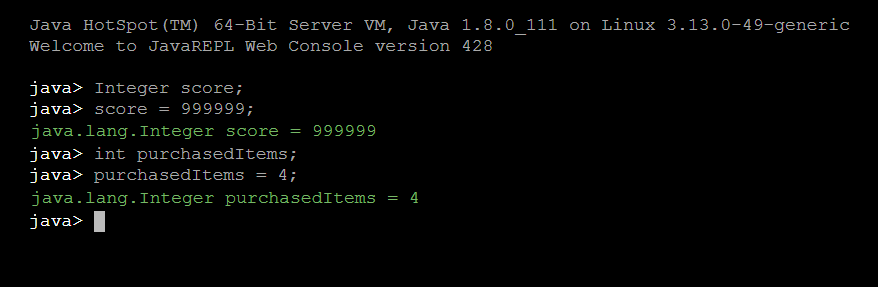 Java HotSpot(TM) 64-Bit Server VM, Java 1.8.0_111 on Linux 3.13.0-49-generic
Welcome to JavaREPL Web Console version 428
java> Integer score;
java> score = 999999;
java.lang.Integer score = 999999
java> int purchasedItems;
java> purchasedItems = 4;
java.lang.Integer purchasedItems = 4
java>